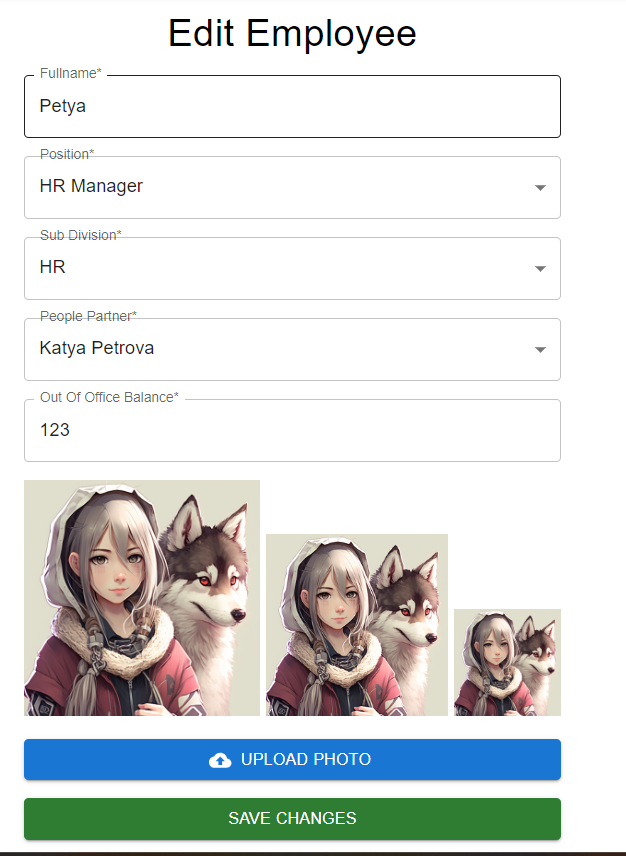 Edit Employee
Fullname*
Petya
Position*
HR Manager
Sub Division*
HR
People Partner*
Katya Petrova
Out Of Office Balance*
123
UPLOAD PHOTO
SAVE CHANGES